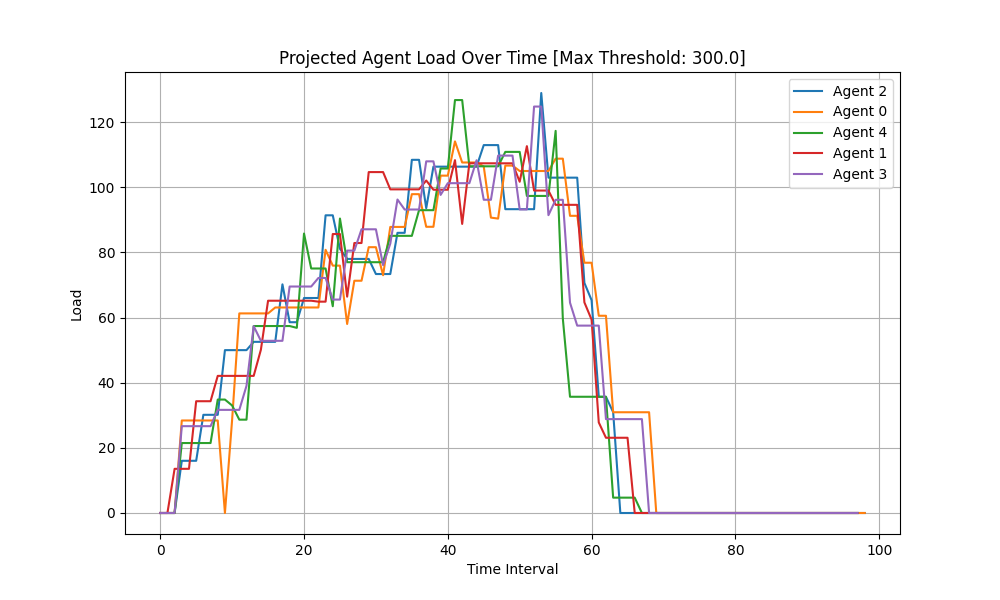 Projected Agent Load Over Time [Max Threshold: 300.0]
Agent 2
Agent 0
Agent 4
Agent 1
Agent 3
Load
120
100
80
60
40
20
0
0 20 40 60 80 100
Time Interval